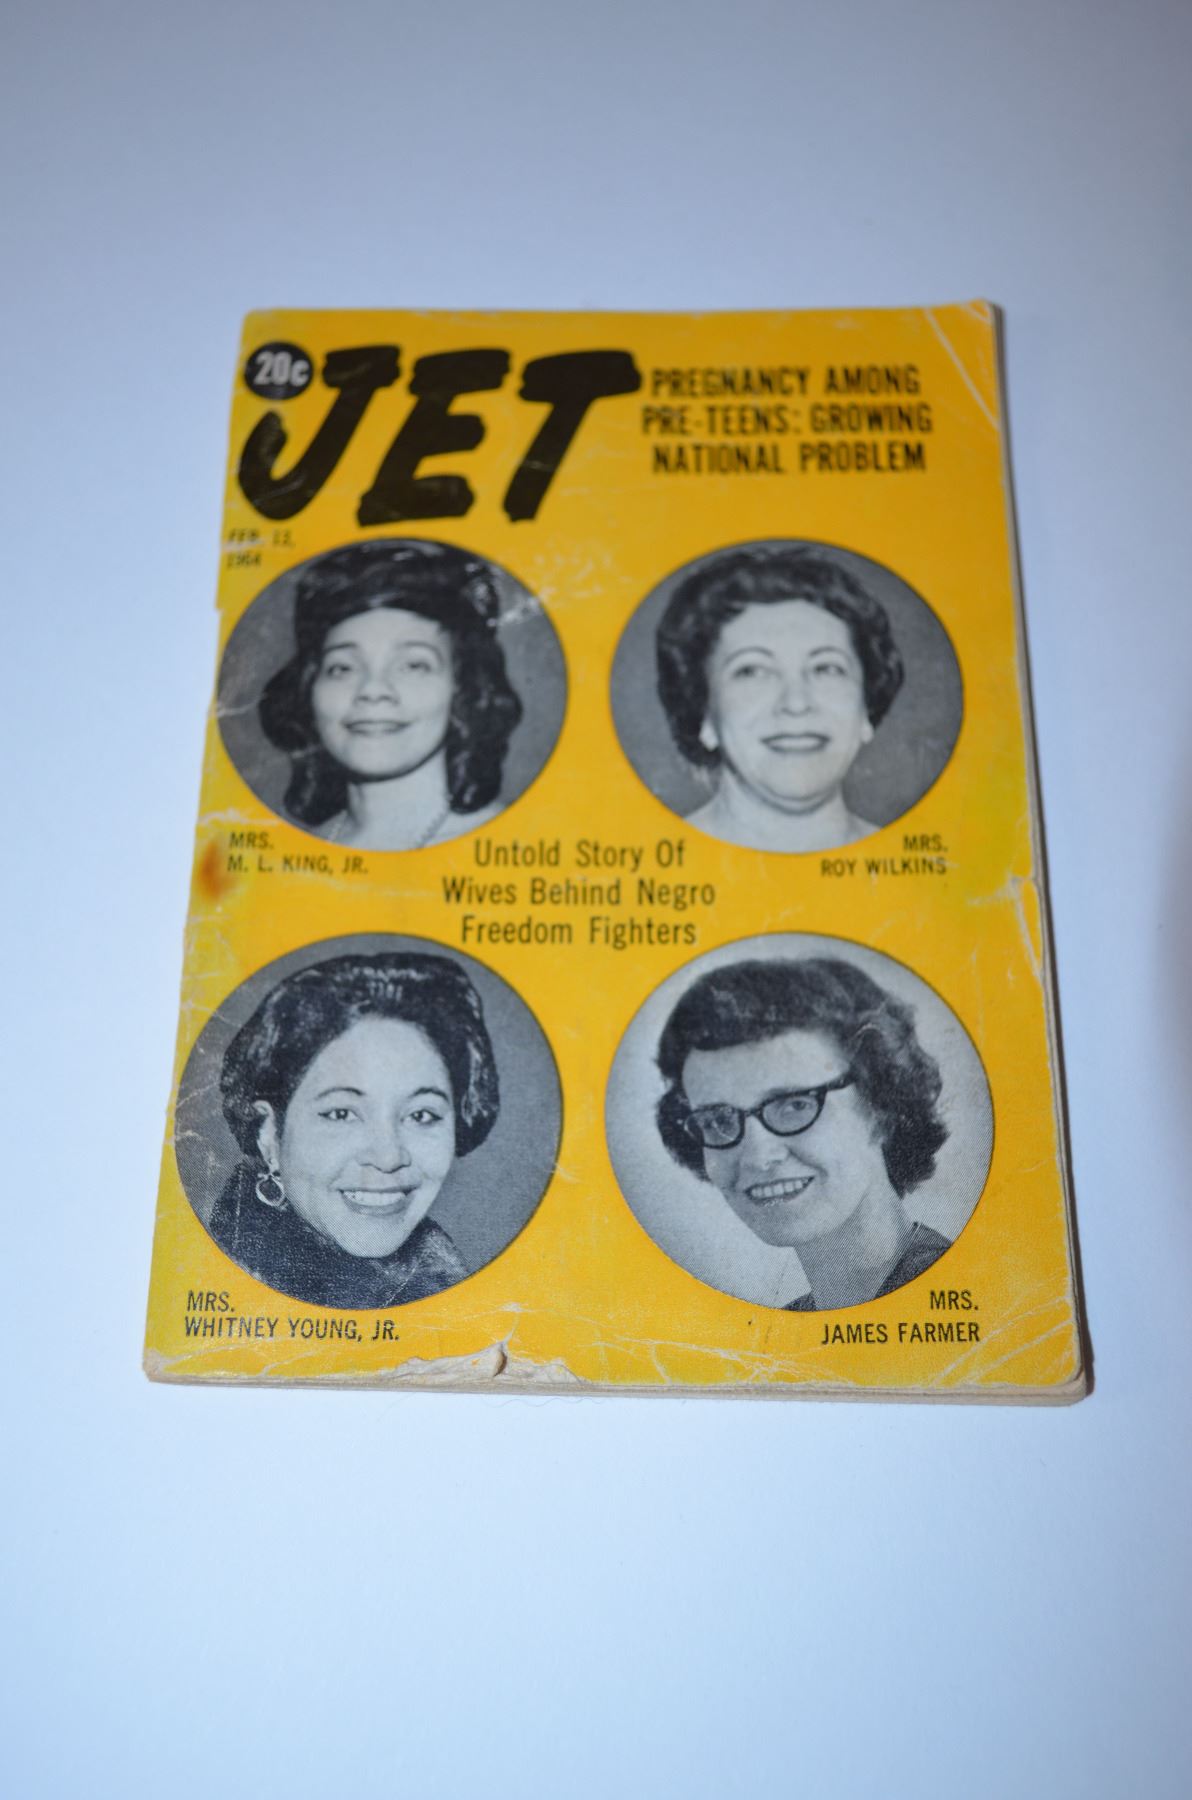 20c
JET
PREGNANCY AMONG
PRE-TEENS: GROWING
NATIONAL PROBLEM
FEB. 13,
1964
MRS.
M. L. KING, JR.
Untold Story Of
Wives Behind Negro
Freedom Fighters
MRS.
ROY WILKINS
MRS.
WHITNEY YOUNG, JR.
MRS.
JAMES FARMER